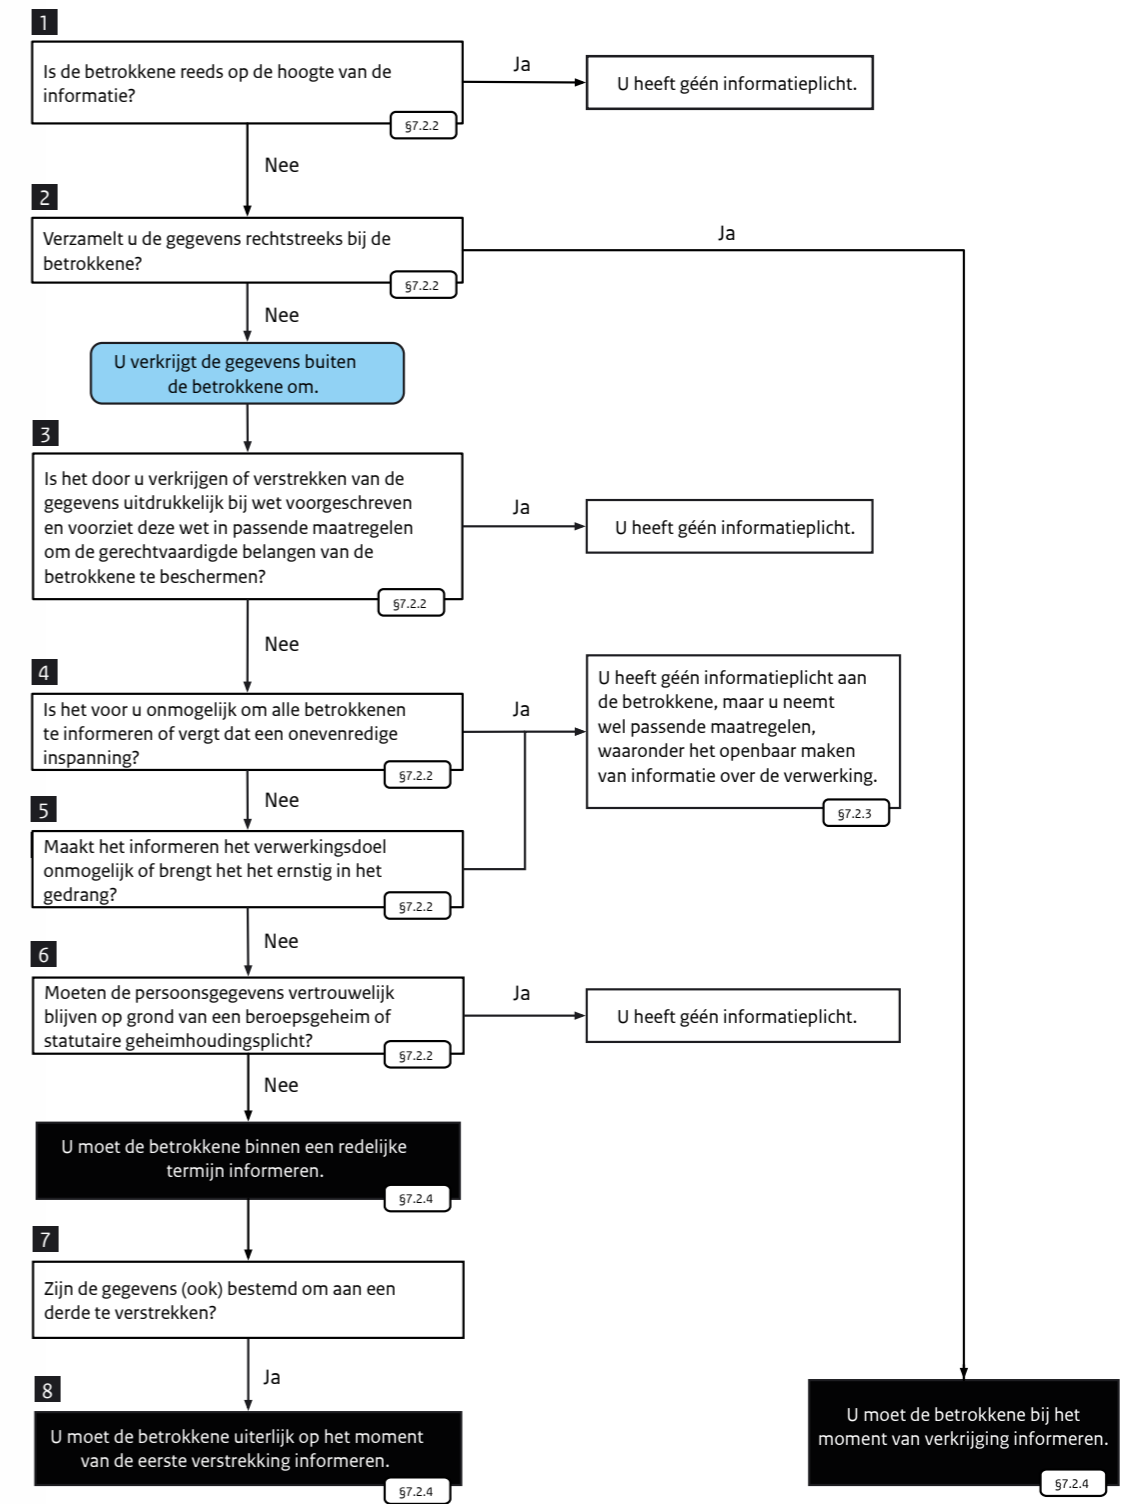 1
Is de betrokkene reeds op de hoogte van de
informatie?
§7.2.2
Ja
U heeft géén informatieplicht.
Nee
2
Verzamelt u de gegevens rechtstreeks bij de
betrokkene?
§7.2.2
Ja
Nee
U verkrijgt de gegevens buiten
de betrokkene om.
3
Is het door u verkrijgen of verstrekken van de
gegevens uitdrukkelijk bij wet voorgeschreven
en voorziet deze wet in passende maatregelen
om de gerechtvaardigde belangen van de
betrokkene te beschermen?
§7.2.2
Ja
U heeft géén informatieplicht.
Nee
4
Is het voor u onmogelijk om alle betrokkenen
te informeren of vergt dat een onevenredige
inspanning?
§7.2.2
Ja
U heeft géén informatieplicht aan
de betrokkene, maar u neemt
wel passende maatregelen,
waaronder het openbaar maken
van informatie over de verwerking.
§7.2.3
Nee
5
Maakt het informeren het verwerkingsdoel
onmogelijk of brengt het het ernstig in het
gedrang?
§7.2.2
Nee
6
Moeten de persoonsgegevens vertrouwelijk
blijven op grond van een beroepsgeheim of
statutaire geheimhoudingsplicht?
§7.2.2
Ja
U heeft géén informatieplicht.
Nee
U moet de betrokkene binnen een redelijke
termijn informeren.
§7.2.4
7
Zijn de gegevens (ook) bestemd om aan een
derde te verstrekken?
Ja
8
U moet de betrokkene uiterlijk op het moment
van de eerste verstrekking informeren.
§7.2.4
U moet de betrokkene bij het
moment van verkrijging informeren.
§7.2.4